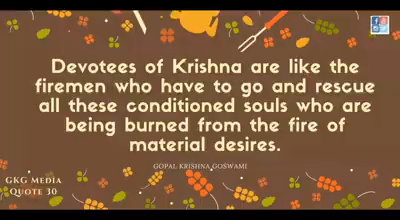 Devotees of Krishna are like the
firemen who have to go and rescue
all these conditioned souls who are
being burned from the fire of
material desires.
GOPAL KRISHNA GOSWAMI
GKG Media
Quote 30